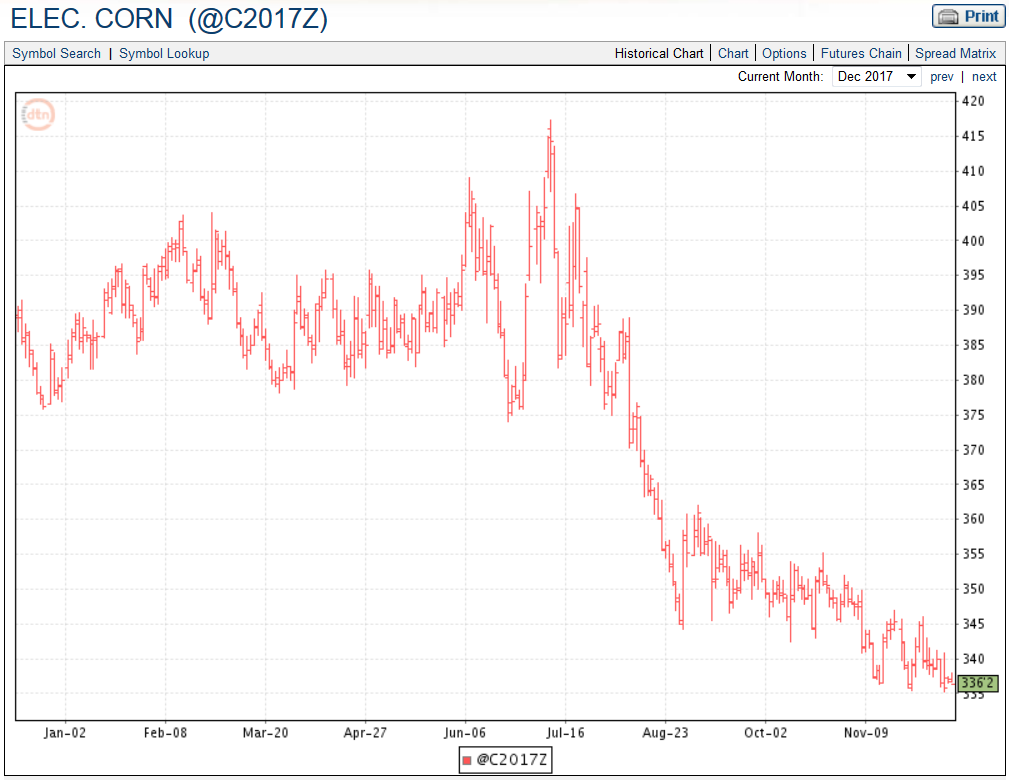 ELEC. CORN (@C2017Z)
Print
Symbol Search | Symbol Lookup
Historical Chart | Chart | Options | Futures Chain | Spread Matrix
Current Month: Dec 2017 prev | next
dtn
420
415
410
405
400
395
390
385
380
375
370
365
360
355
350
345
340
336'2
335
Jan-02 Feb-08 Mar-20 Apr-27 Jun-06 Jul-16 Aug-23 Oct-02 Nov-09
@C2017Z